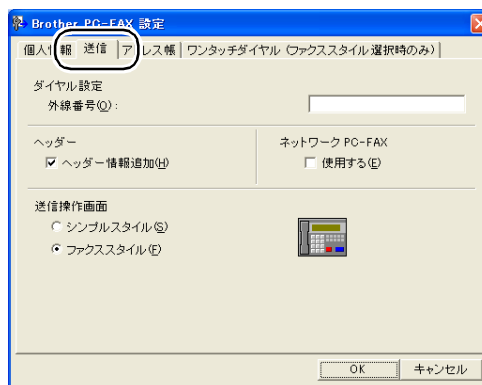 Brother PC-FAX 設定
個人情報 送信 アドレス帳 ワンタッチダイヤル (ファクススタイル選択時のみ)
ダイヤル設定
外線番号(O):
ヘッダー ネットワーク PC-FAX
ヘッダー情報追加(H) 使用する(E)
送信操作画面
シンプルスタイル(S)
ファクススタイル(F)
OK キャンセル